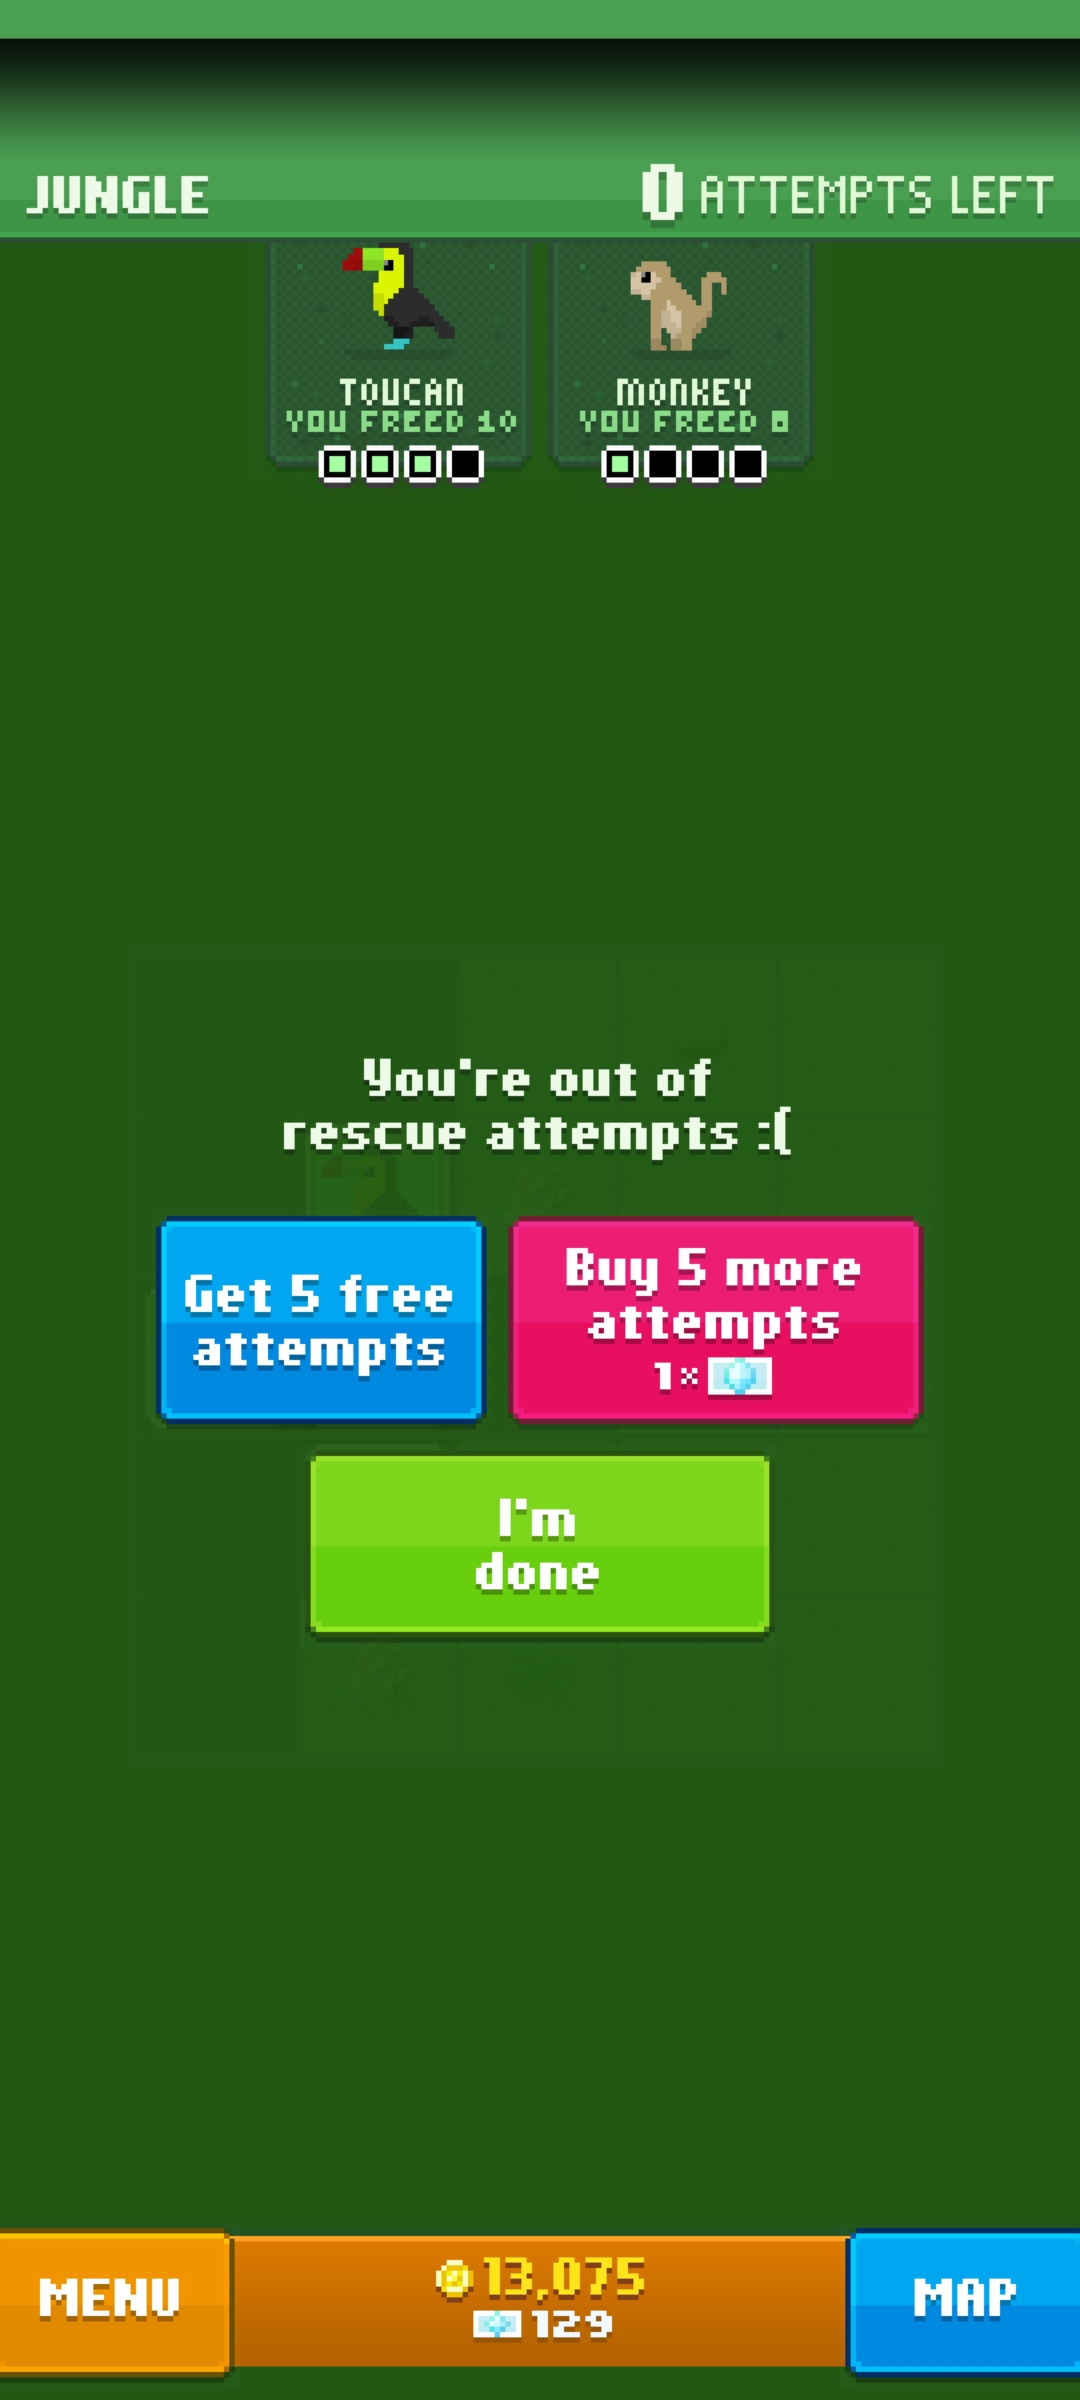 JUNGLE
0 ATTEMPTS LEFT
TOUCAN
YOU FREED 10
MONKEY
YOU FREED 8
You're out of
rescue attempts :(
Get 5 free
attempts
Buy 5 more
attempts
1×
I'm
done
MENU
13,075
129
MAP